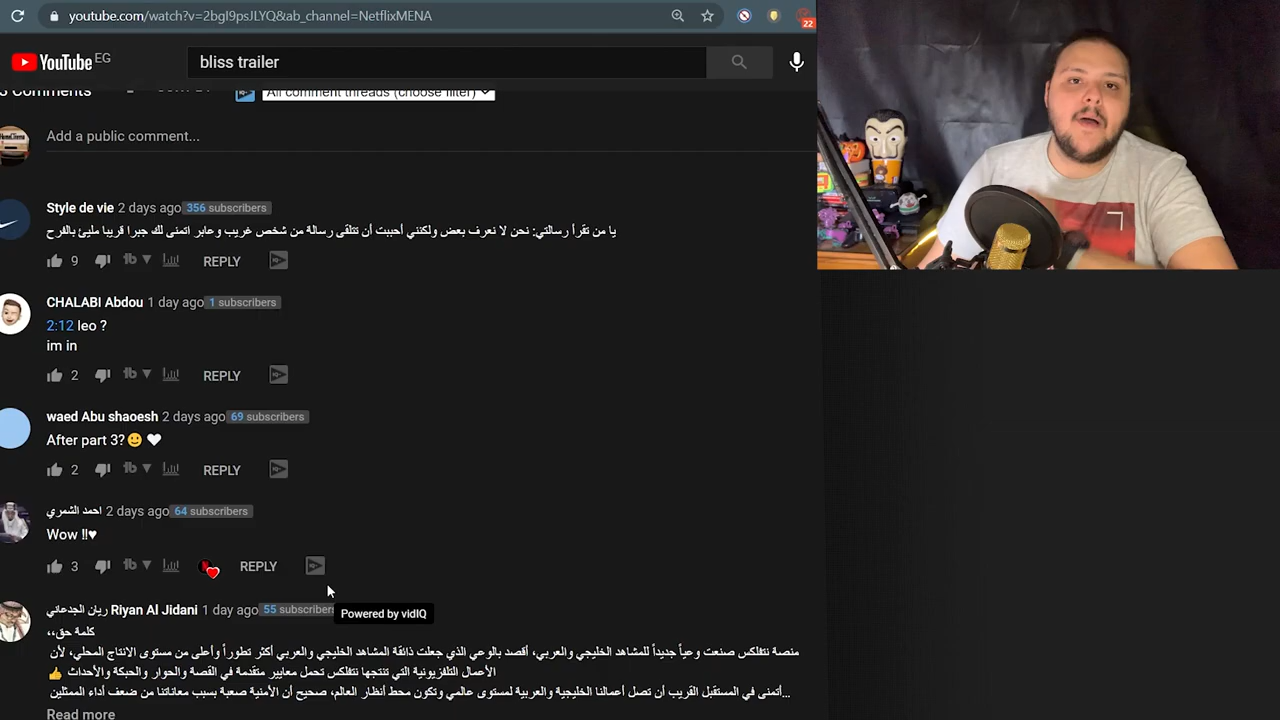 youtube.com/watch?v=2bgI9psJLYQ&ab_channel=NetflixMENA
22
YouTube EG
bliss trailer
Comments
All comment threads (choose filter)
Add a public comment...
Style de vie 2 days ago 356 subscribers
يا من تقرأ رسالتي: نحن لا نعرف بعض ولكنني أحببت أن تتلقى رسالة من شخص غريب وعابر اتمنى لك جبرا قريبا مليئ بالفرح
9 REPLY
CHALABI Abdou 1 day ago 1 subscribers
2:12 leo ?
im in
2 REPLY
waed Abu shaoesh 2 days ago 69 subscribers
After part 3?🙂 🤍
2 REPLY
احمد الشمري 2 days ago 64 subscribers
Wow !!♥
3 REPLY
Powered by vidIQ
ريان الجدعاني Riyan Al Jidani 1 day ago 55 subscribers
كلمة حق،،
منصة نتفلكس صنعت وعياً جديداً للمشاهد الخليجي والعربي، أقصد بالوعي الذي جعلت ذائقة المشاهد الخليجي والعربي أكثر تطوراً وأعلى من مستوى الانتاج المحلي، لأن
الأعمال التلفزيونية التي تنتجها نتفلكس تحمل معايير متقدمة في القصة والحوار والحبكة والأحداث 👍
أتمنى في المستقبل القريب أن تصل أعمالنا الخليجية والعربية لمستوى عالمي وتكون محط أنظار العالم، صحيح أن الأمنية صعبة بسبب معاناتنا من ضعف أداء الممثلين...
Read more